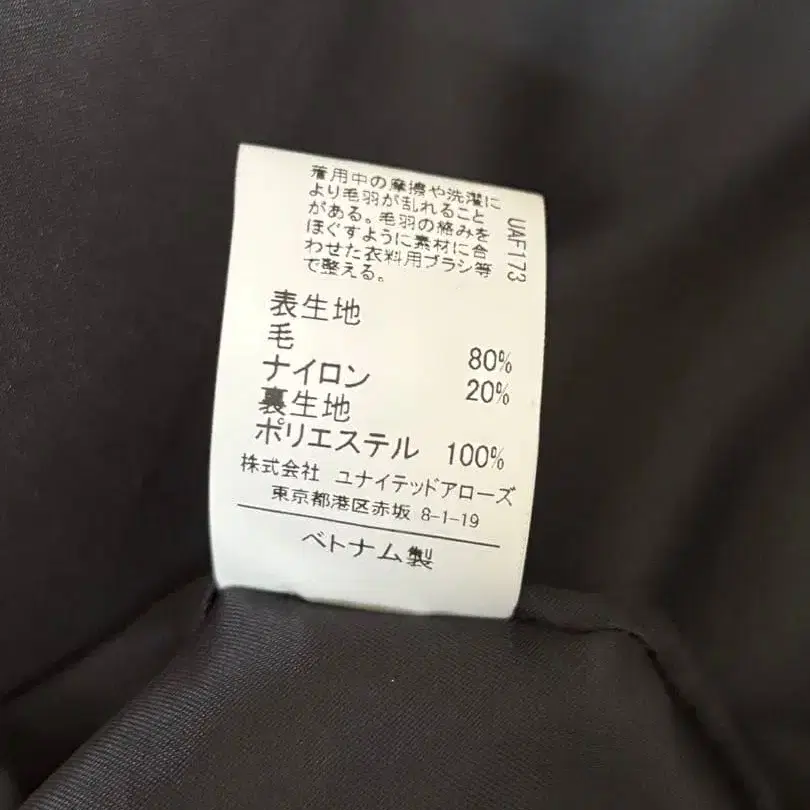 着用中の摩擦や洗濯に
より毛羽が乱れること
がある。毛羽の絡みを
ほぐすように素材に合
わせた衣料用ブラシ等
で整える。
UAF173
表生地
毛 80%
ナイロン 20%
裏生地
ポリエステル 100%
株式会社 ユナイテッドアローズ
東京都港区赤坂 8-1-19
ベトナム製